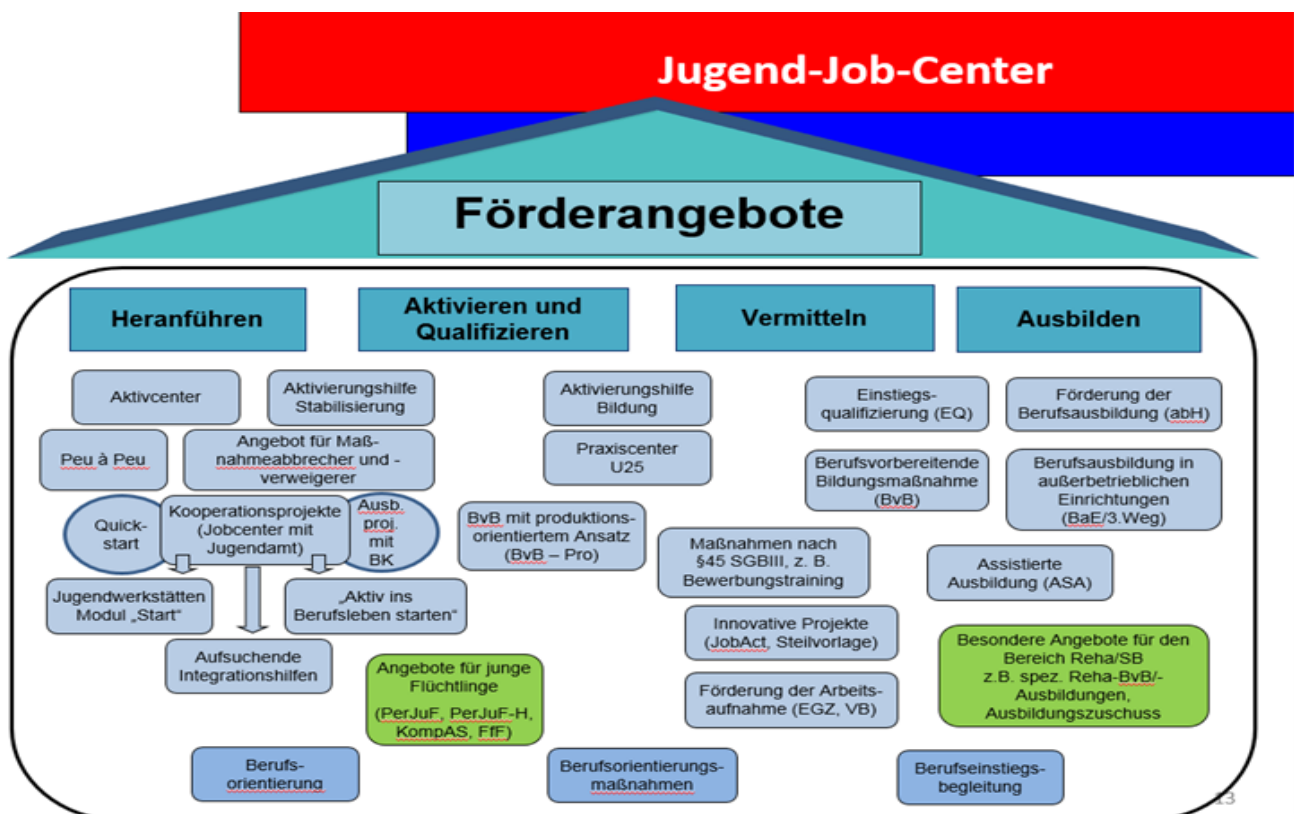 Jugend-Job-Center
Förderangebote
Heranführen
Aktivieren und
Qualifizieren
Vermitteln
Ausbilden
Aktivcenter
Aktivierungshilfe
Stabilisierung
Aktivierungshilfe
Bildung
Einstiegs-
qualifizierung (EQ)
Förderung der
Berufsausbildung (abH)
Peu à Peu
Angebot für Maß-
nahmeabbrecher und -
verweigerer
Praxiscenter
U25
Berufsvorbereitende
Bildungsmaßnahme
(BvB)
Berufsausbildung in
außerbetrieblichen
Einrichtungen
(BaE/3.Weg)
Quick-
start
Kooperationsprojekte
(Jobcenter mit
Jugendamt)
Ausb.
proj.
mit
BK
BvB mit produktions-
orientiertem Ansatz
(BvB – Pro)
Maßnahmen nach
§45 SGBIII, z. B.
Bewerbungstraining
Assistierte
Ausbildung (ASA)
Jugendwerkstätten
Modul „Start“
„Aktiv ins
Berufsleben starten“
Innovative Projekte
(JobAct, Steilvorlage)
Aufsuchende
Integrationshilfen
Angebote für junge
Flüchtlinge
(PerJuF, PerJuF-H,
KompAS, FfF)
Förderung der Arbeits-
aufnahme (EGZ, VB)
Besondere Angebote für den
Bereich Reha/SB
z.B. spez. Reha-BvB/-
Ausbildungen,
Ausbildungszuschuss
Berufs-
orientierung
Berufsorientierungs-
maßnahmen
Berufseinstiegs-
begleitung
13